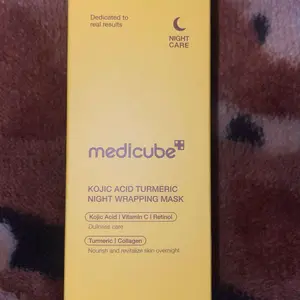 Dedicated to
real results
NIGHT
CARE
medicube
KOJIC ACID TURMERIC
NIGHT WRAPPING MASK
Kojic Acid | Vitamin C | Retinol
Dullness care
Turmeric | Collagen
Nourish and revitalize skin overnight